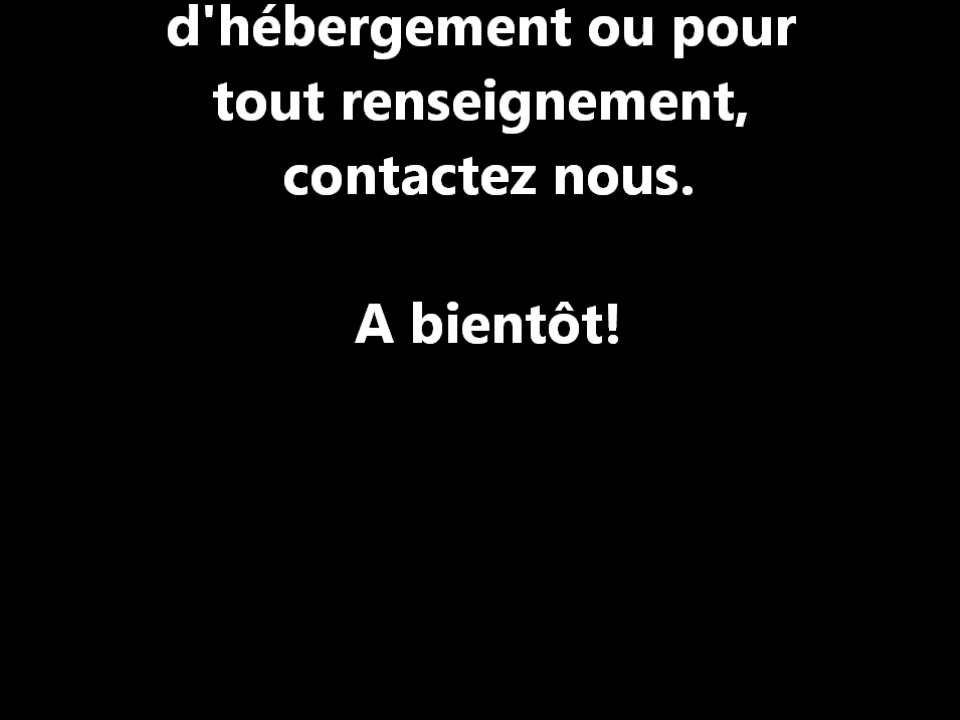 d'hébergement ou pour
tout renseignement,
contactez nous.
A bientôt!